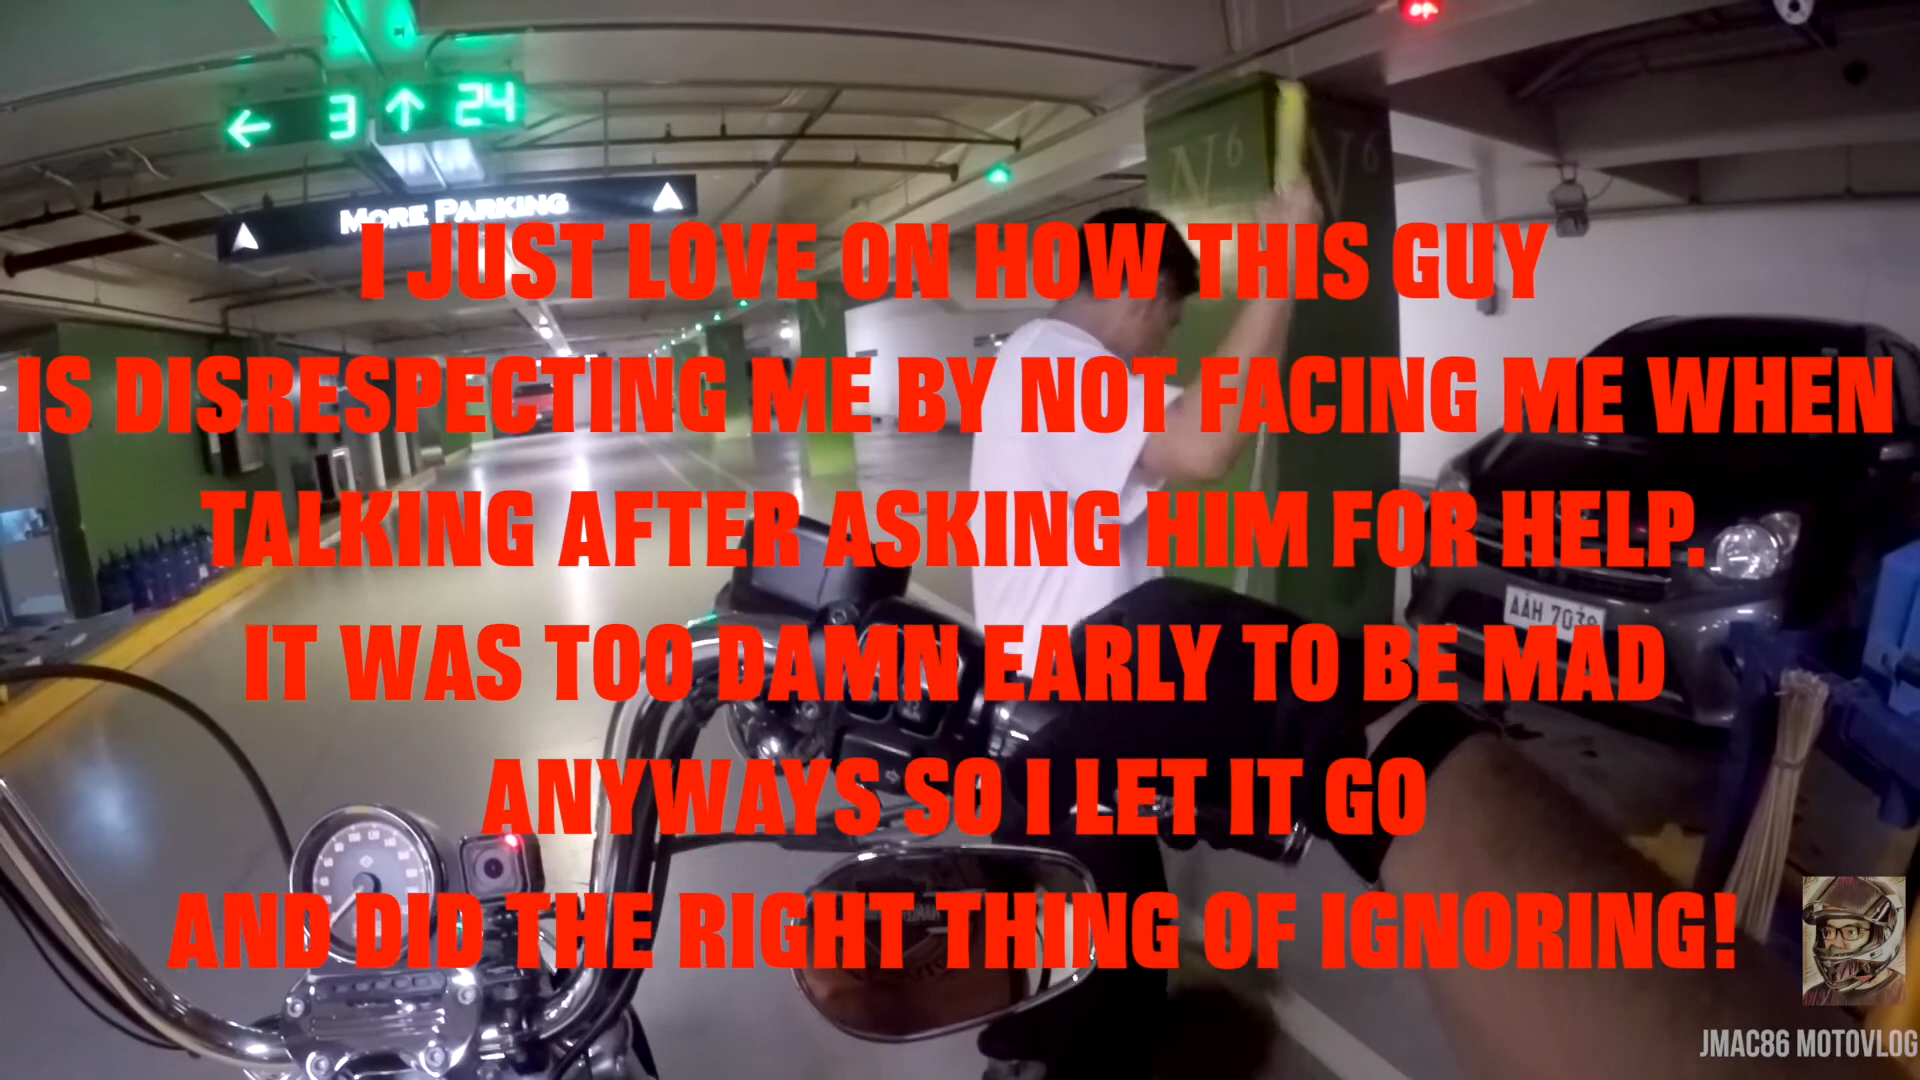 ← 3 ↑ 24
MORE PARKING
N6 N6
I JUST LOVE ON HOW THIS GUY
IS DISRESPECTING ME BY NOT FACING ME WHEN
TALKING AFTER ASKING HIM FOR HELP.
IT WAS TOO DAMN EARLY TO BE MAD
ANYWAYS SO I LET IT GO
AND DID THE RIGHT THING OF IGNORING!
JMAC86 MOTOVLOG